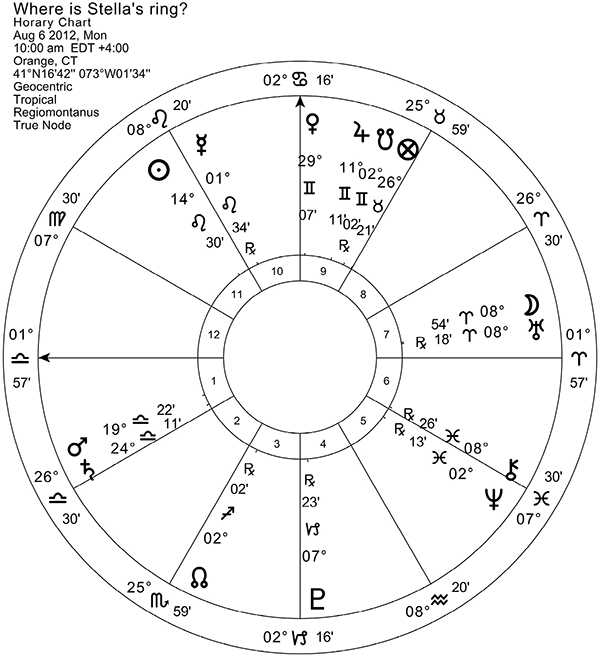 Where is Stella's ring?
Horary Chart
Aug 6 2012, Mon
10:00 am EDT +4:00
Orange, CT
41°N16'42" 073°W01'34"
Geocentric
Tropical
Regiomontanus
True Node
02° ♋ 16'
25° ♉ 59'
26° ♈ 30'
01° ♈ 57'
07° ♓ 30'
08° ♒ 20'
02° ♑ 16'
25° ♏ 59'
26° ♎ 30'
01° ♎ 57'
07° ♍ 30'
08° ♌ 20'
☿ 01° ♌ 34' ℞
☉ 14° ♌ 30'
♀ 29° ♊ 07'
♃ 11° ♊ 11'
☋ 02° ♊ 02' ℞
⊗ 26° ♉ 21'
☽ 08° ♈ 54'
♅ 08° ♈ 18' ℞
⚷ 08° ♓ 26' ℞
♆ 02° ♓ 13' ℞
♇ 07° ♑ 23' ℞
☊ 02° ♐ 02' ℞
♂ 19° ♎ 22'
♄ 24° ♎ 11'
1
2
3
4
5
6
7
8
9
10
11
12